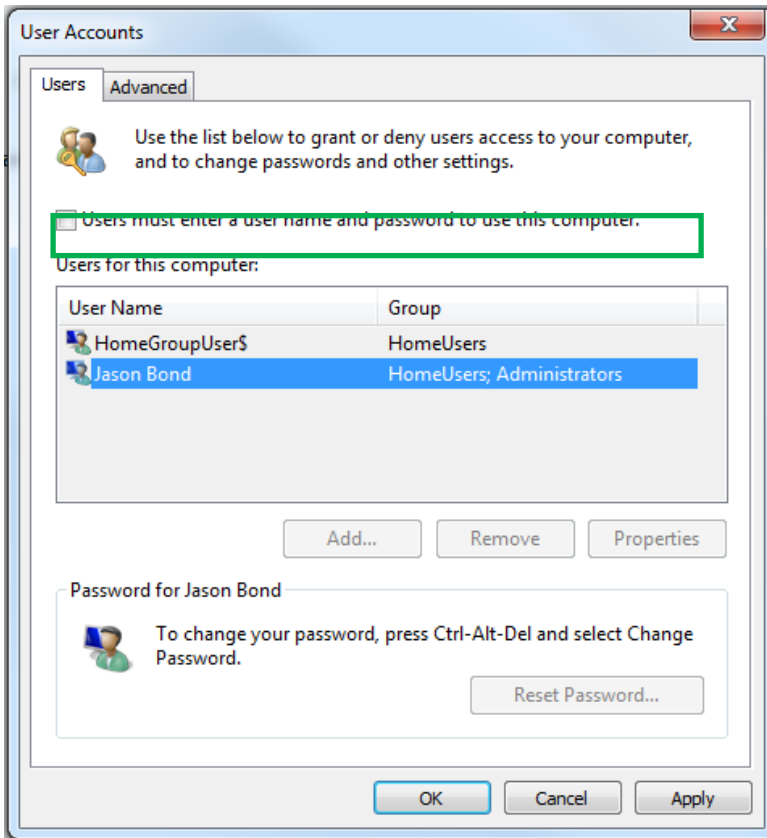 User Accounts
Users Advanced
Use the list below to grant or deny users access to your computer,
and to change passwords and other settings.
Users must enter a user name and password to use this computer.
Users for this computer:
User Name Group
HomeGroupUser$ HomeUsers
Jason Bond HomeUsers; Administrators
Add... Remove Properties
Password for Jason Bond
To change your password, press Ctrl-Alt-Del and select Change
Password.
Reset Password...
OK Cancel Apply